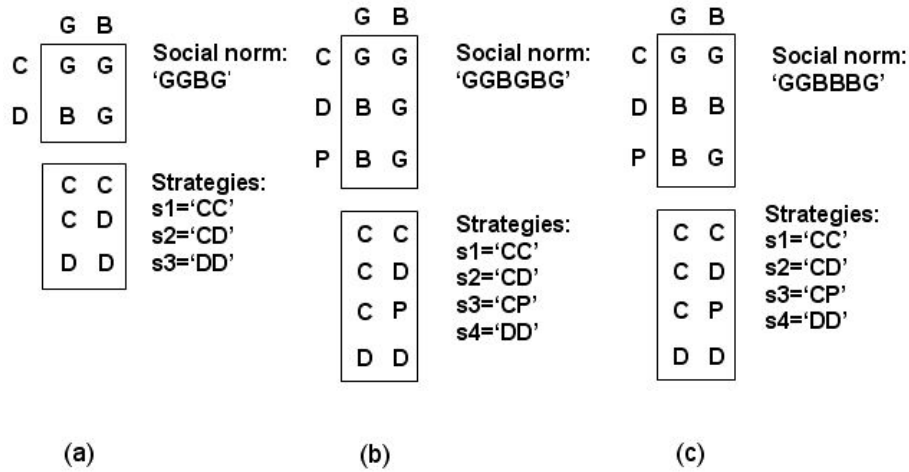 G B
C G G
D B G
Social norm:
‘GGBG’
C C
C D
D D
Strategies:
s1=‘CC’
s2=‘CD’
s3=‘DD’
(a)
G B
C G G
D B G
P B G
Social norm:
‘GGBGBG’
C C
C D
C P
D D
Strategies:
s1=‘CC’
s2=‘CD’
s3=‘CP’
s4=‘DD’
(b)
G B
C G G
D B B
P B G
Social norm:
‘GGBBBG’
C C
C D
C P
D D
Strategies:
s1=‘CC’
s2=‘CD’
s3=‘CP’
s4=‘DD’
(c)